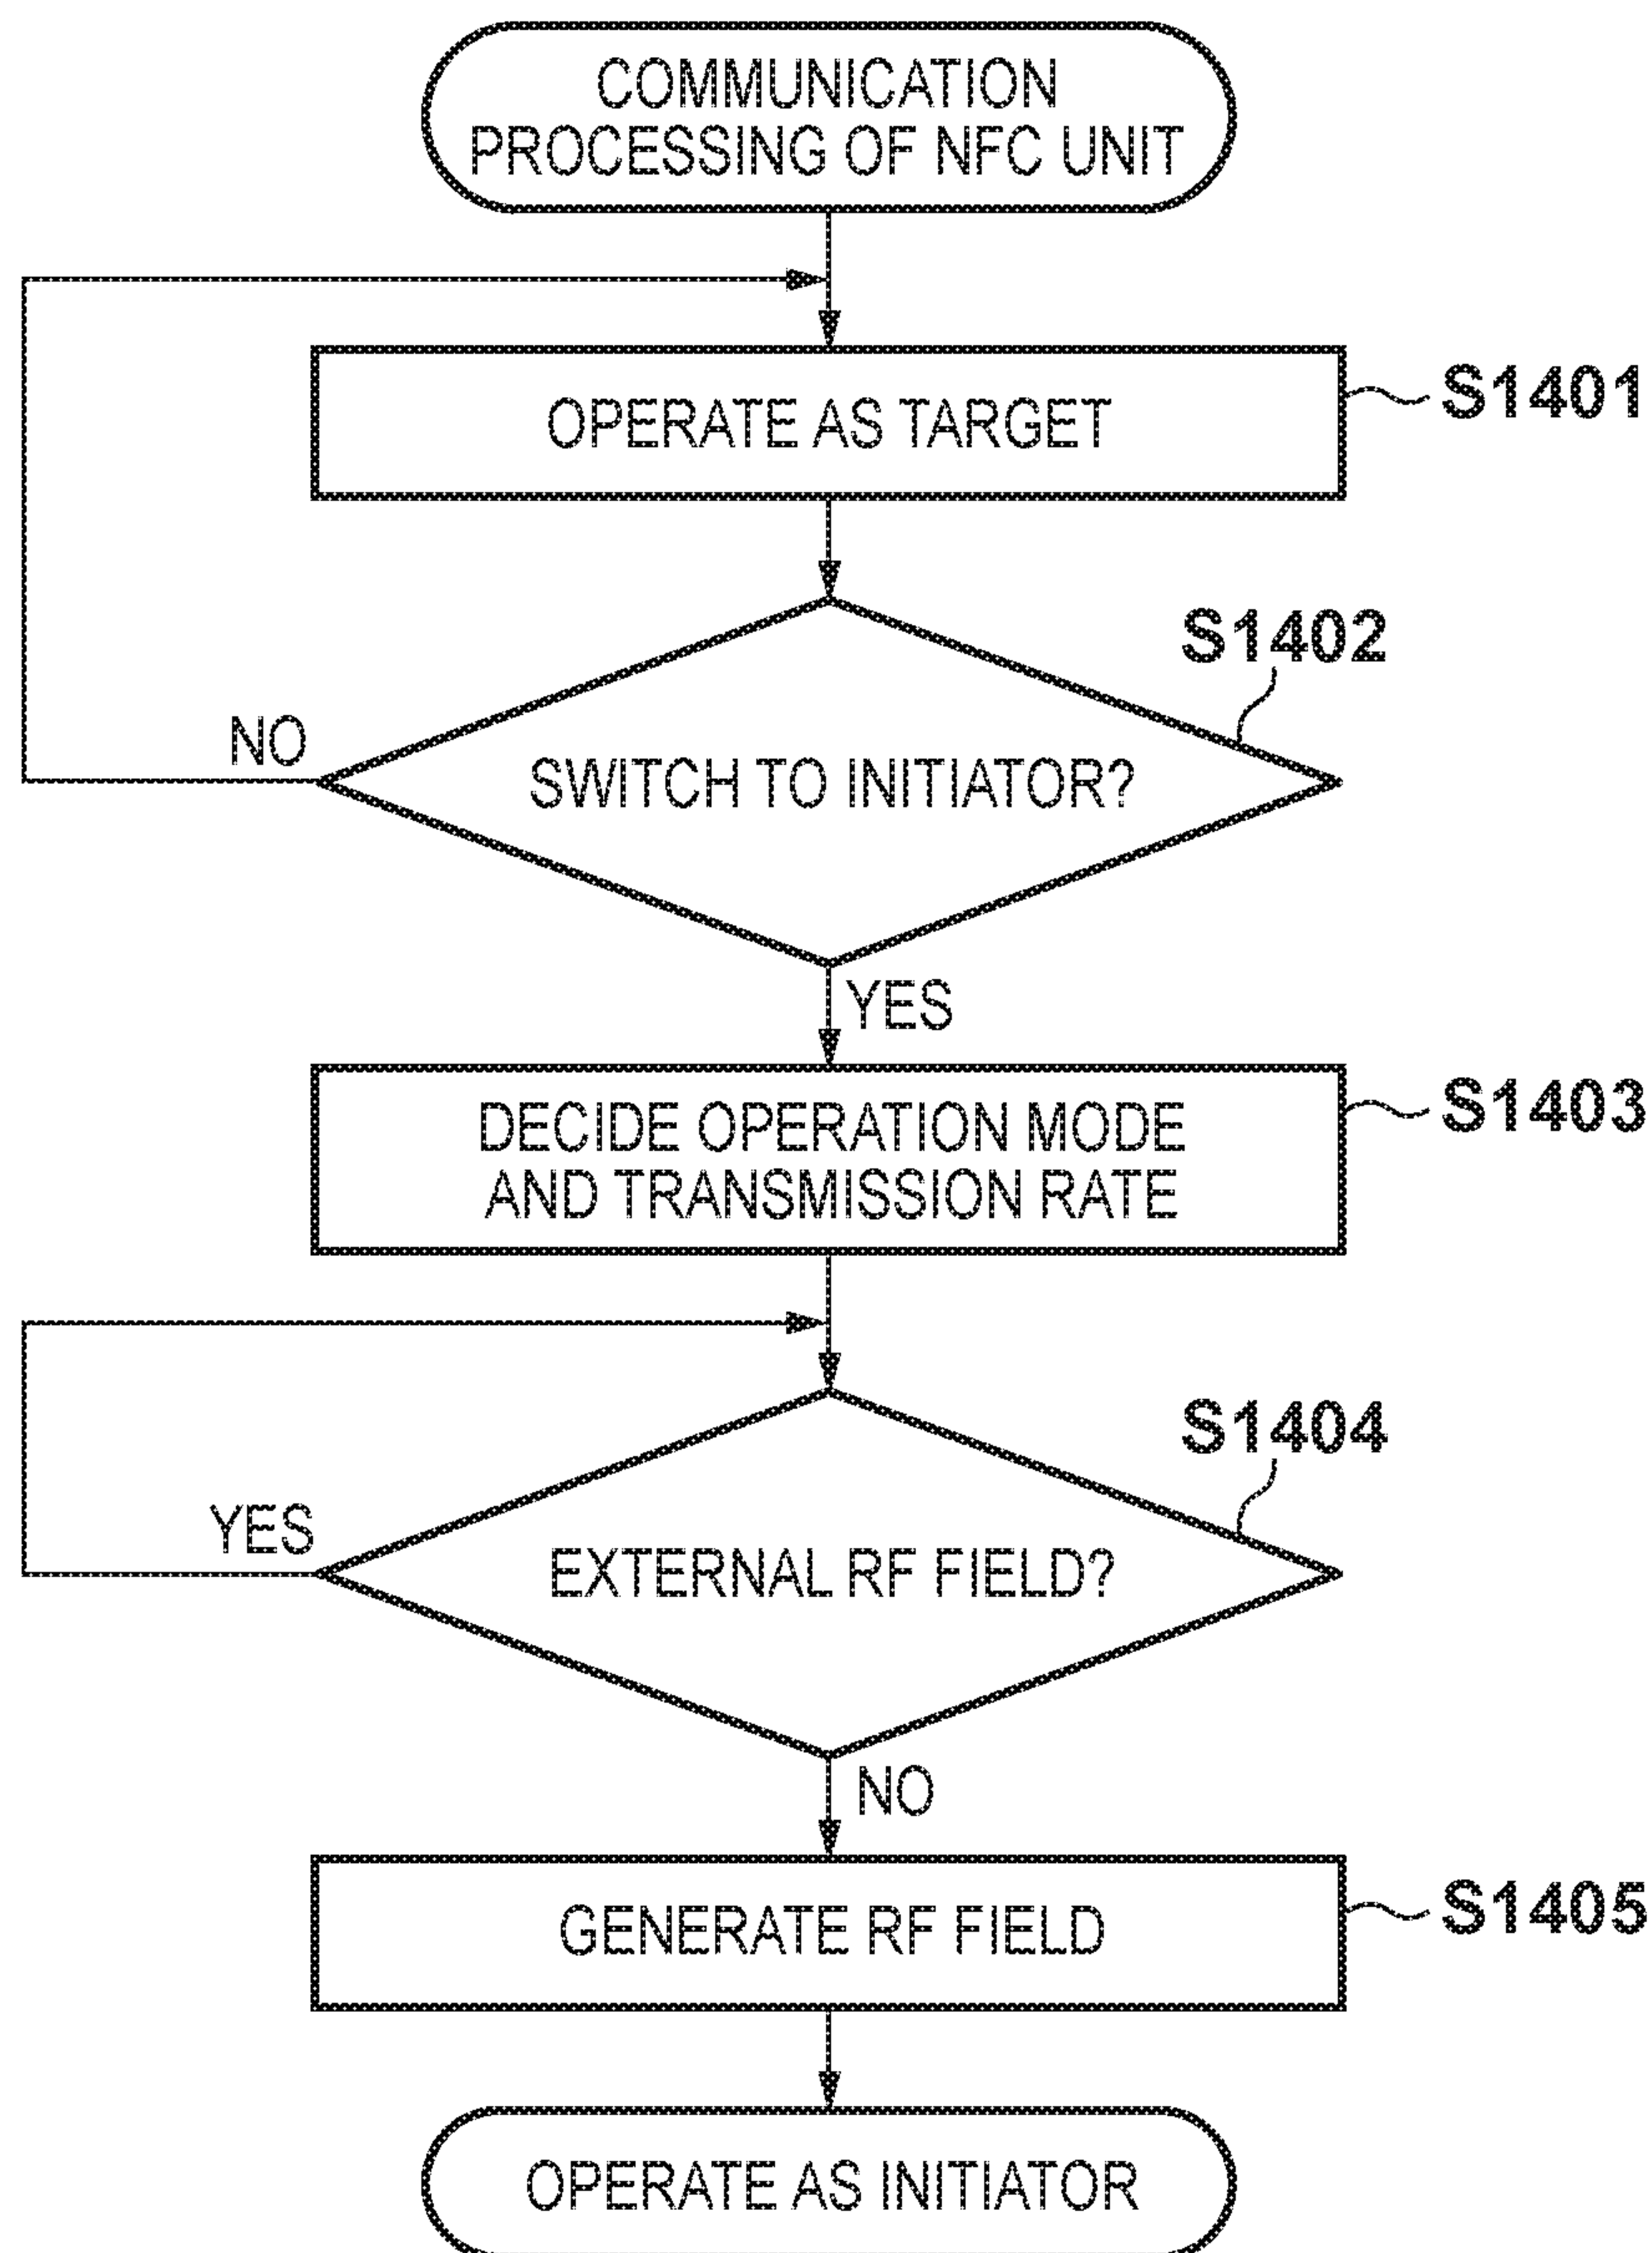 COMMUNICATION
PROCESSING OF NFC UNIT
OPERATE AS TARGET
S1401
S1402
NO
SWITCH TO INITIATOR?
YES
DECIDE OPERATION MODE
AND TRANSMISSION RATE
S1403
S1404
YES
EXTERNAL RF FIELD?
NO
GENERATE RF FIELD
S1405
OPERATE AS INITIATOR